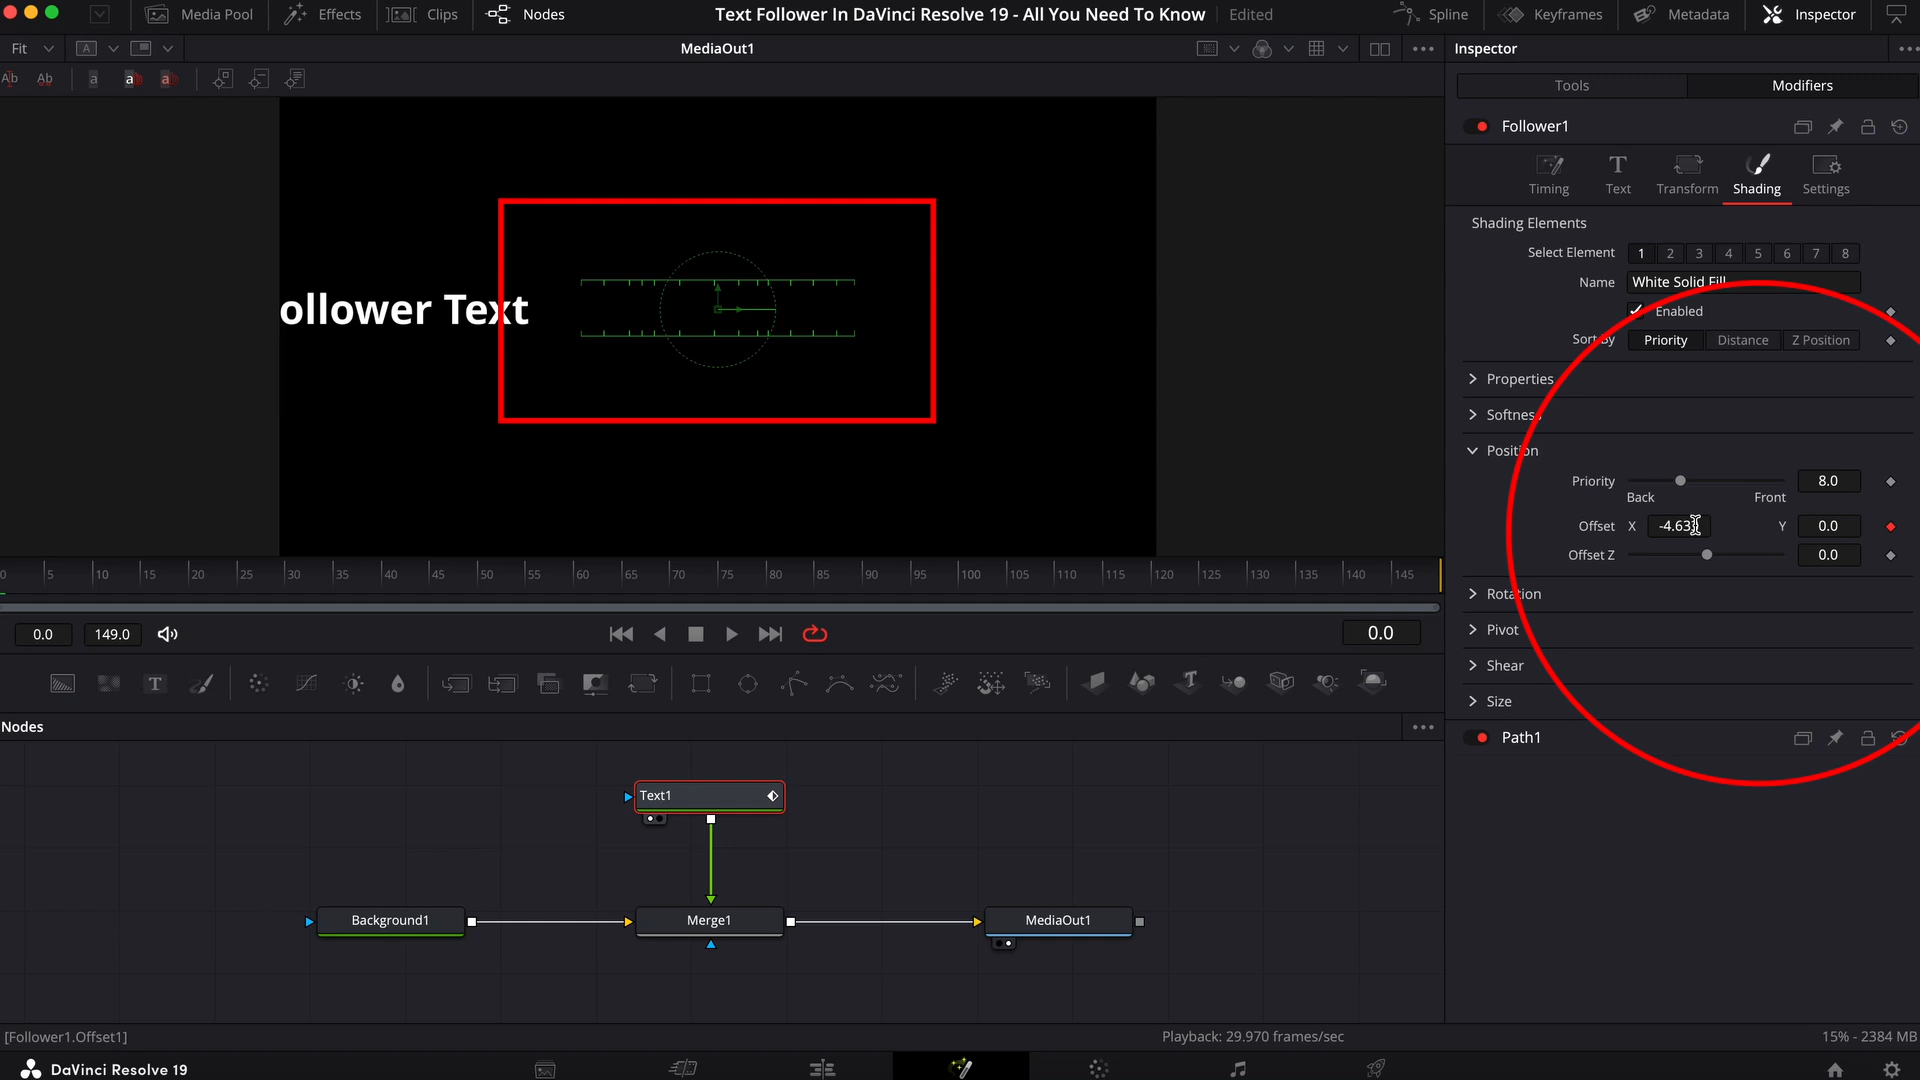 Media Pool
Effects
Clips
Nodes
Text Follower In DaVinci Resolve 19 - All You Need To Know
Edited
Spline
Keyframes
Metadata
Inspector
Fit
MediaOut1
Inspector
Tools
Modifiers
Follower1
Timing
Text
Transform
Shading
Settings
Shading Elements
Select Element
1 2 3 4 5 6 7 8
Name
White Solid Fill
Enabled
Sort By
Priority
Distance
Z Position
Properties
Softness
Position
Priority
8.0
Back
Front
Offset X
Y 0.0
Offset Z
0.0
Rotation
Pivot
Shear
Size
Path1
ollower Text
0 5 10 15 20 25 30 35 40 45 50 55 60 65 70 75 80 85 90 95 100 105 110 115 120 125 130 135 140 145
0.0
149.0
0.0
Nodes
Text1
Background1
Merge1
MediaOut1
[Follower1.Offset1]
Playback: 29.970 frames/sec
15% - 2384 MB
DaVinci Resolve 19